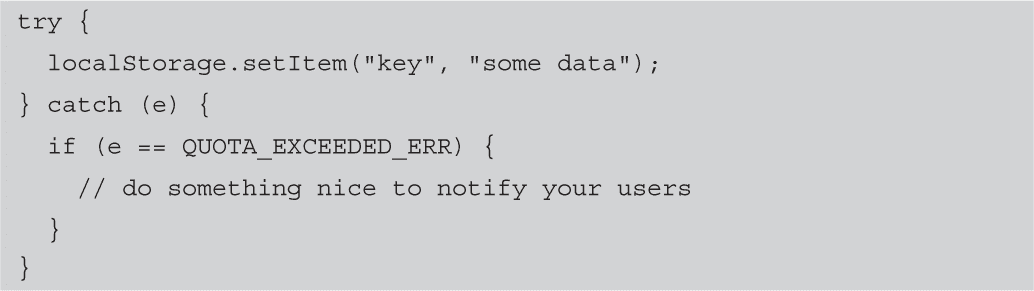 try {
  localStorage.setItem("key", "some data");
} catch (e) {
  if (e == QUOTA_EXCEEDED_ERR) {
    // do something nice to notify your users
  }
}